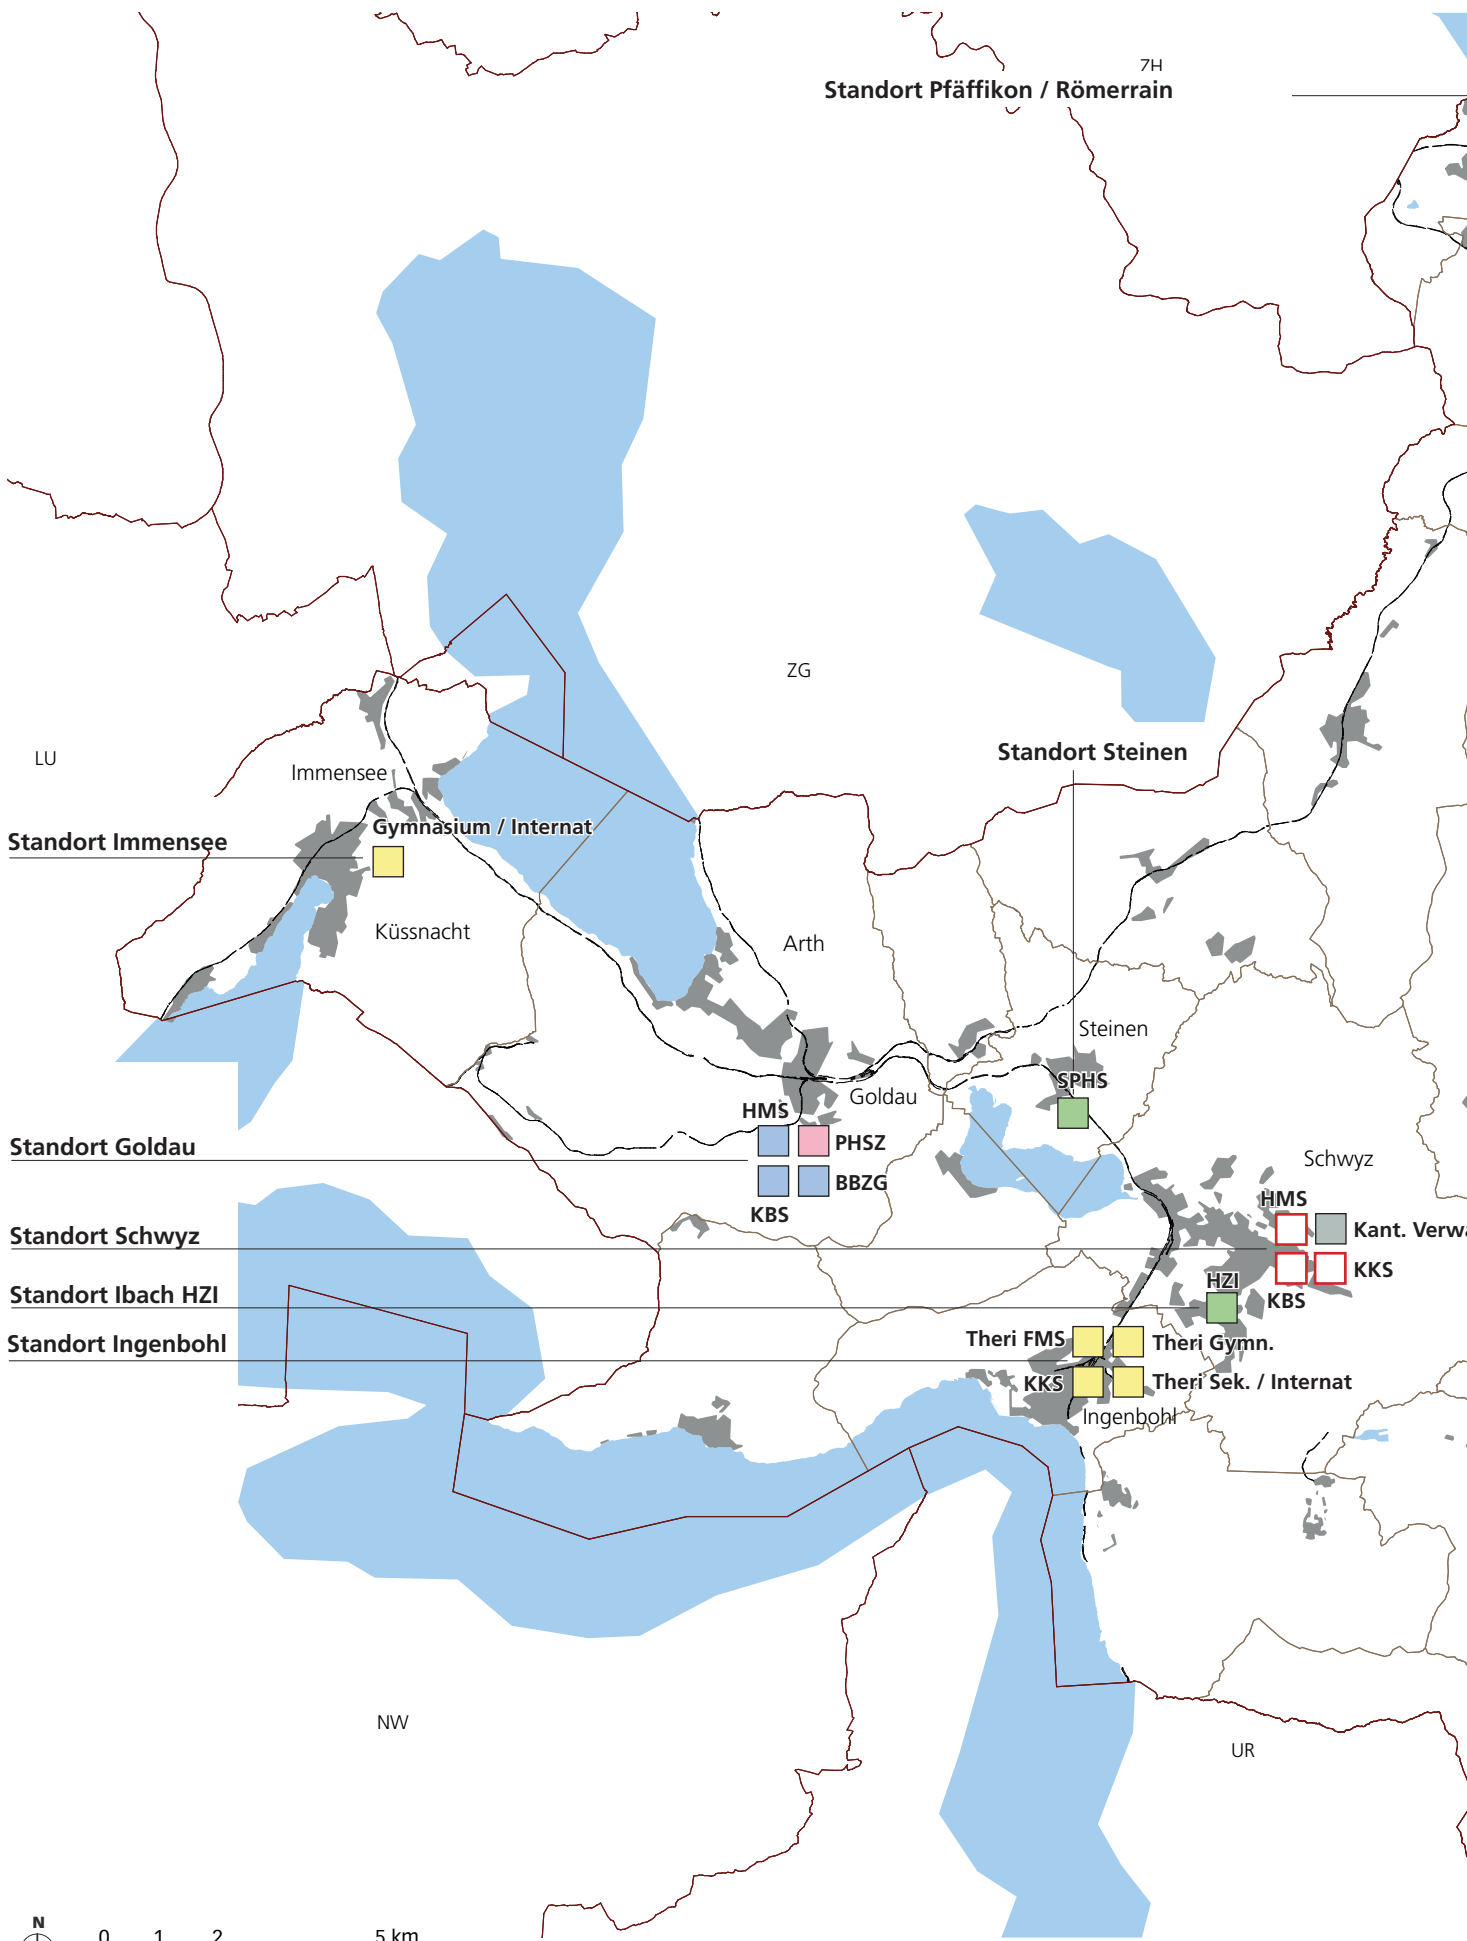 7H
Standort Pfäffikon / Römerrain
ZG
Standort Steinen
LU
Immensee
Gymnasium / Internat
Standort Immensee
Küssnacht
Arth
Steinen
SPHS
Goldau
HMS
PHSZ
Standort Goldau
BBZG
KBS
Schwyz
HMS
Kant. Verwa
Standort Schwyz
KKS
HZI
KBS
Standort Ibach HZI
Theri FMS
Theri Gymn.
Standort Ingenbohl
KKS
Theri Sek. / Internat
Ingenbohl
NW
UR
N
0 1 2 5 km